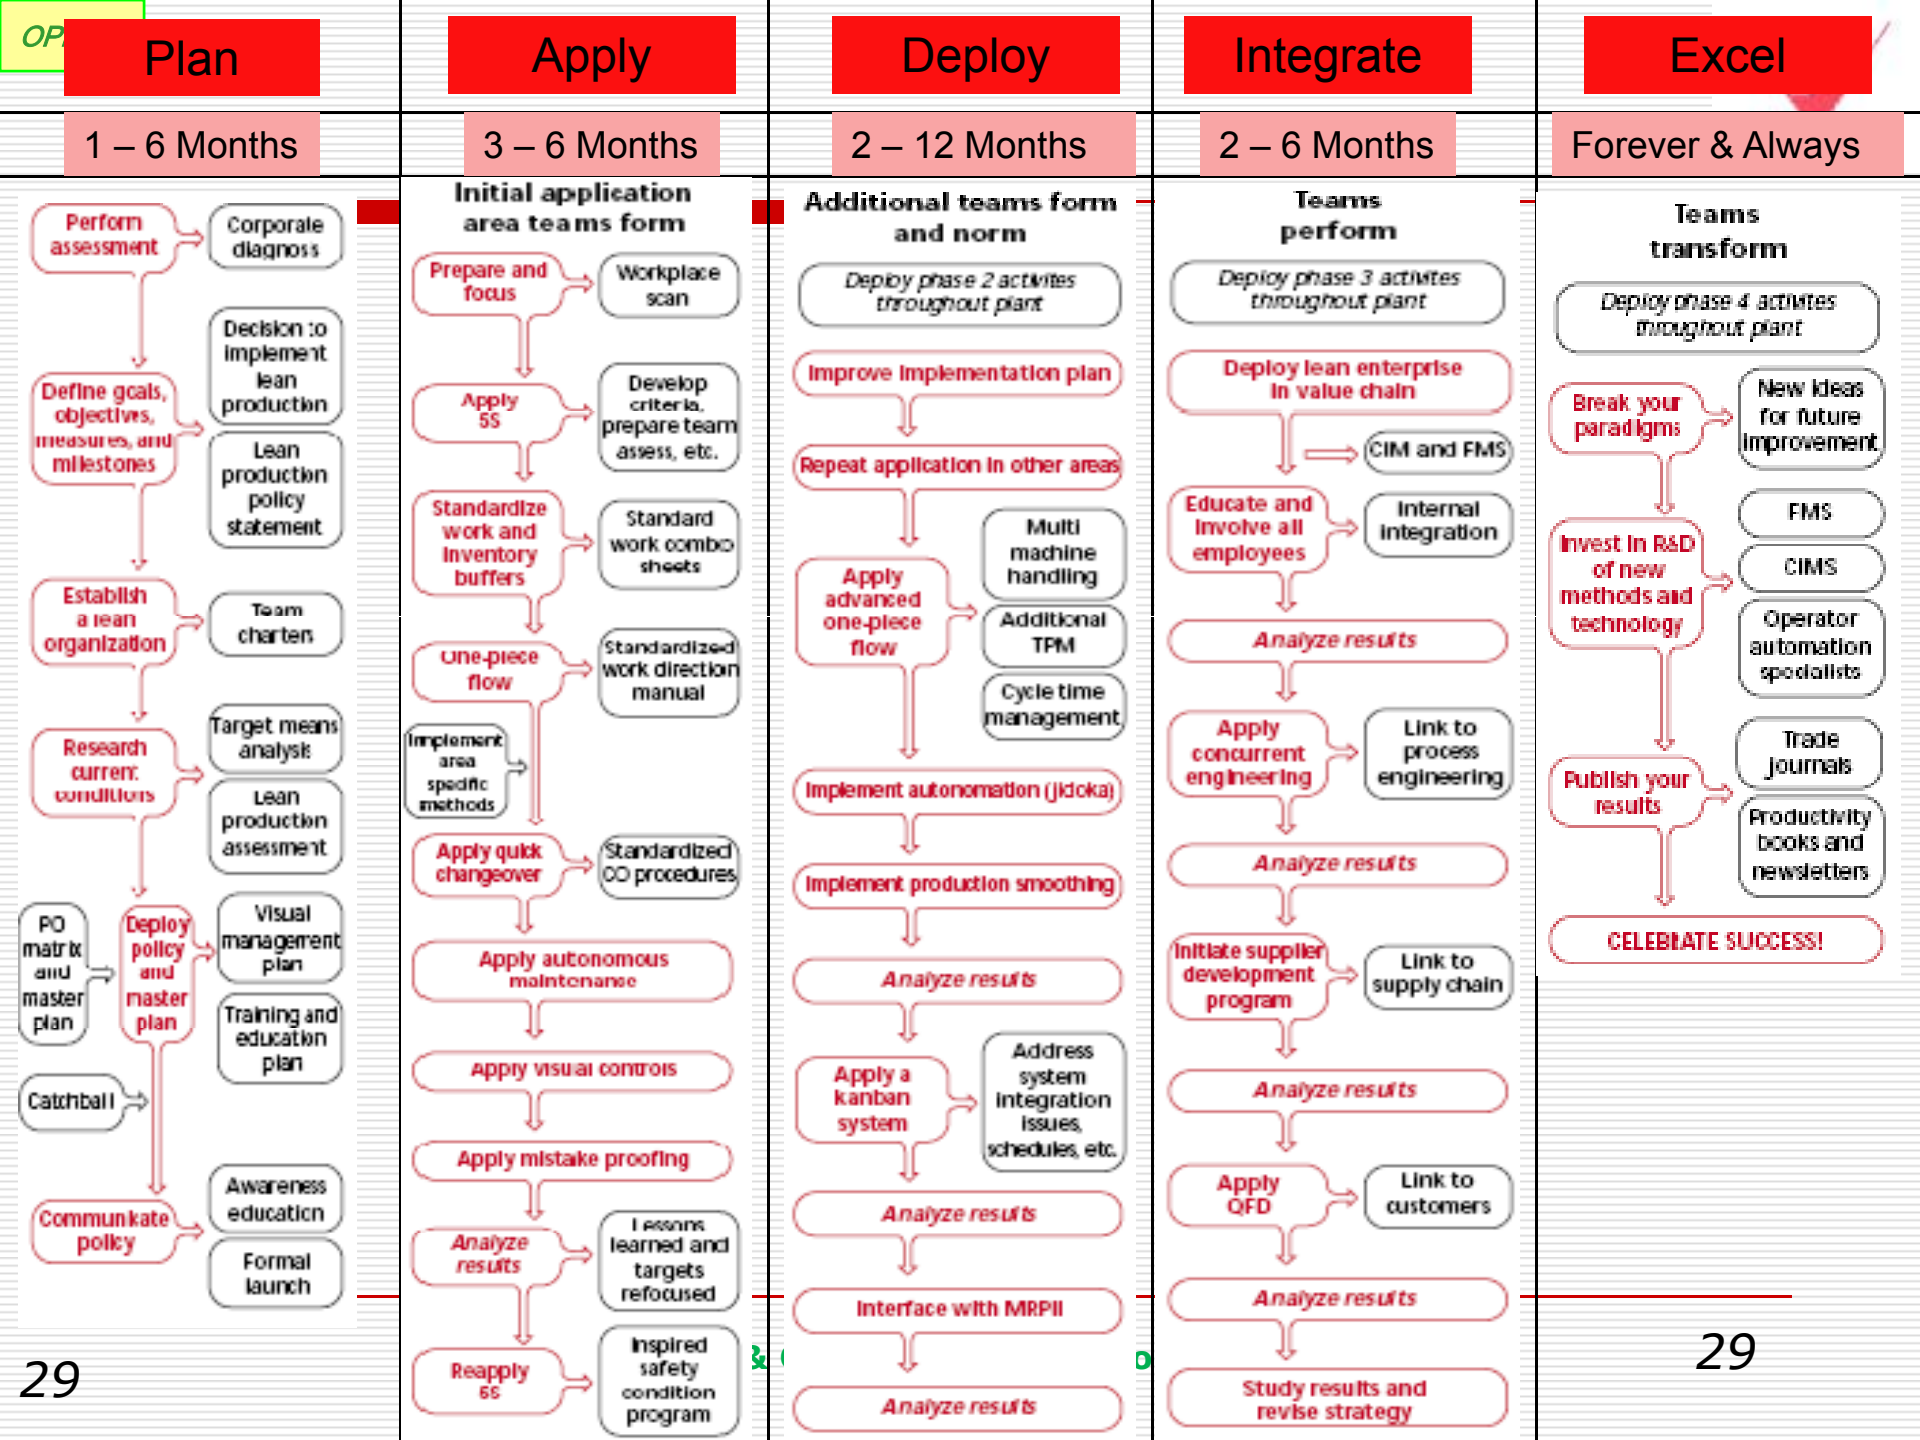 Plan
1 – 6 Months
Perform
assessment
Corporate
diagnosis
Decision to
implement
lean
production
Define goals,
objectives,
measures, and
milestones
Lean
production
policy
statement
Establish
a lean
organization
Team
charters
Target means
analysis
Research
current
conditions
Lean
production
assessment
PO
matrix
and
master
plan
Deploy
policy
and
master
plan
Visual
management
plan
Training and
education
plan
Catchball
Awareness
education
Communicate
policy
Formal
launch
29
Apply
3 – 6 Months
Initial application
area teams form
Prepare and
focus
Workplace
scan
Apply
5S
Develop
criteria,
prepare team
assess, etc.
Standardize
work and
inventory
buffers
Standard
work combo
sheets
One-piece
flow
Standardized
work direction
manual
Implement
area
specific
methods
Apply quick
changeover
Standardized
CO procedures
Apply autonomous
maintenance
Apply visual controls
Apply mistake proofing
Analyze
results
Lessons
learned and
targets
refocused
Reapply
6S
Inspired
safety
condition
program
Deploy
2 – 12 Months
Additional teams form
and norm
Deploy phase 2 activites
throughout plant
Improve implementation plan
Repeat application in other areas
Apply
advanced
one-piece
flow
Multi
machine
handling
Additional
TPM
Cycle time
management
Implement autonomation (jidoka)
Implement production smoothing
Analyze results
Apply a
kanban
system
Address
system
integration
issues,
schedules, etc.
Analyze results
Interface with MRPII
Analyze results
Integrate
2 – 6 Months
Teams
perform
Deploy phase 3 activites
throughout plant
Deploy lean enterprise
in value chain
CIM and FMS
Educate and
involve all
employees
Internal
integration
Analyze results
Apply
concurrent
engineering
Link to
process
engineering
Analyze results
Initiate supplier
development
program
Link to
supply chain
Analyze results
Apply
QFD
Link to
customers
Analyze results
Study results and
revise strategy
Excel
Forever & Always
Teams
transform
Deploy phase 4 activites
throughout plant
Break your
paradigms
New ideas
for future
improvement
Invest in R&D
of new
methods and
technology
FMS
CIMS
Operator
automation
specialists
Publish your
results
Trade
journals
Productivity
books and
newsletters
CELEBRATE SUCCESS!
29